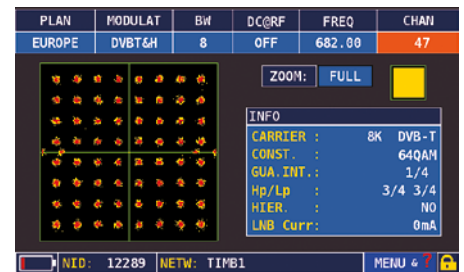 PLAN MODULAT BW DC@RF FREQ CHAN
EUROPE DVBT&H 8 OFF 682.00 47
ZOOM: FULL
INFO
CARRIER : 8K DVB-T
CONST. : 64QAM
GUA.INT.: 1/4
Hp/Lp : 3/4 3/4
HIER. : NO
LNB Curr: 0mA
NID: 12289 NETW: TIMB1 MENU & ?